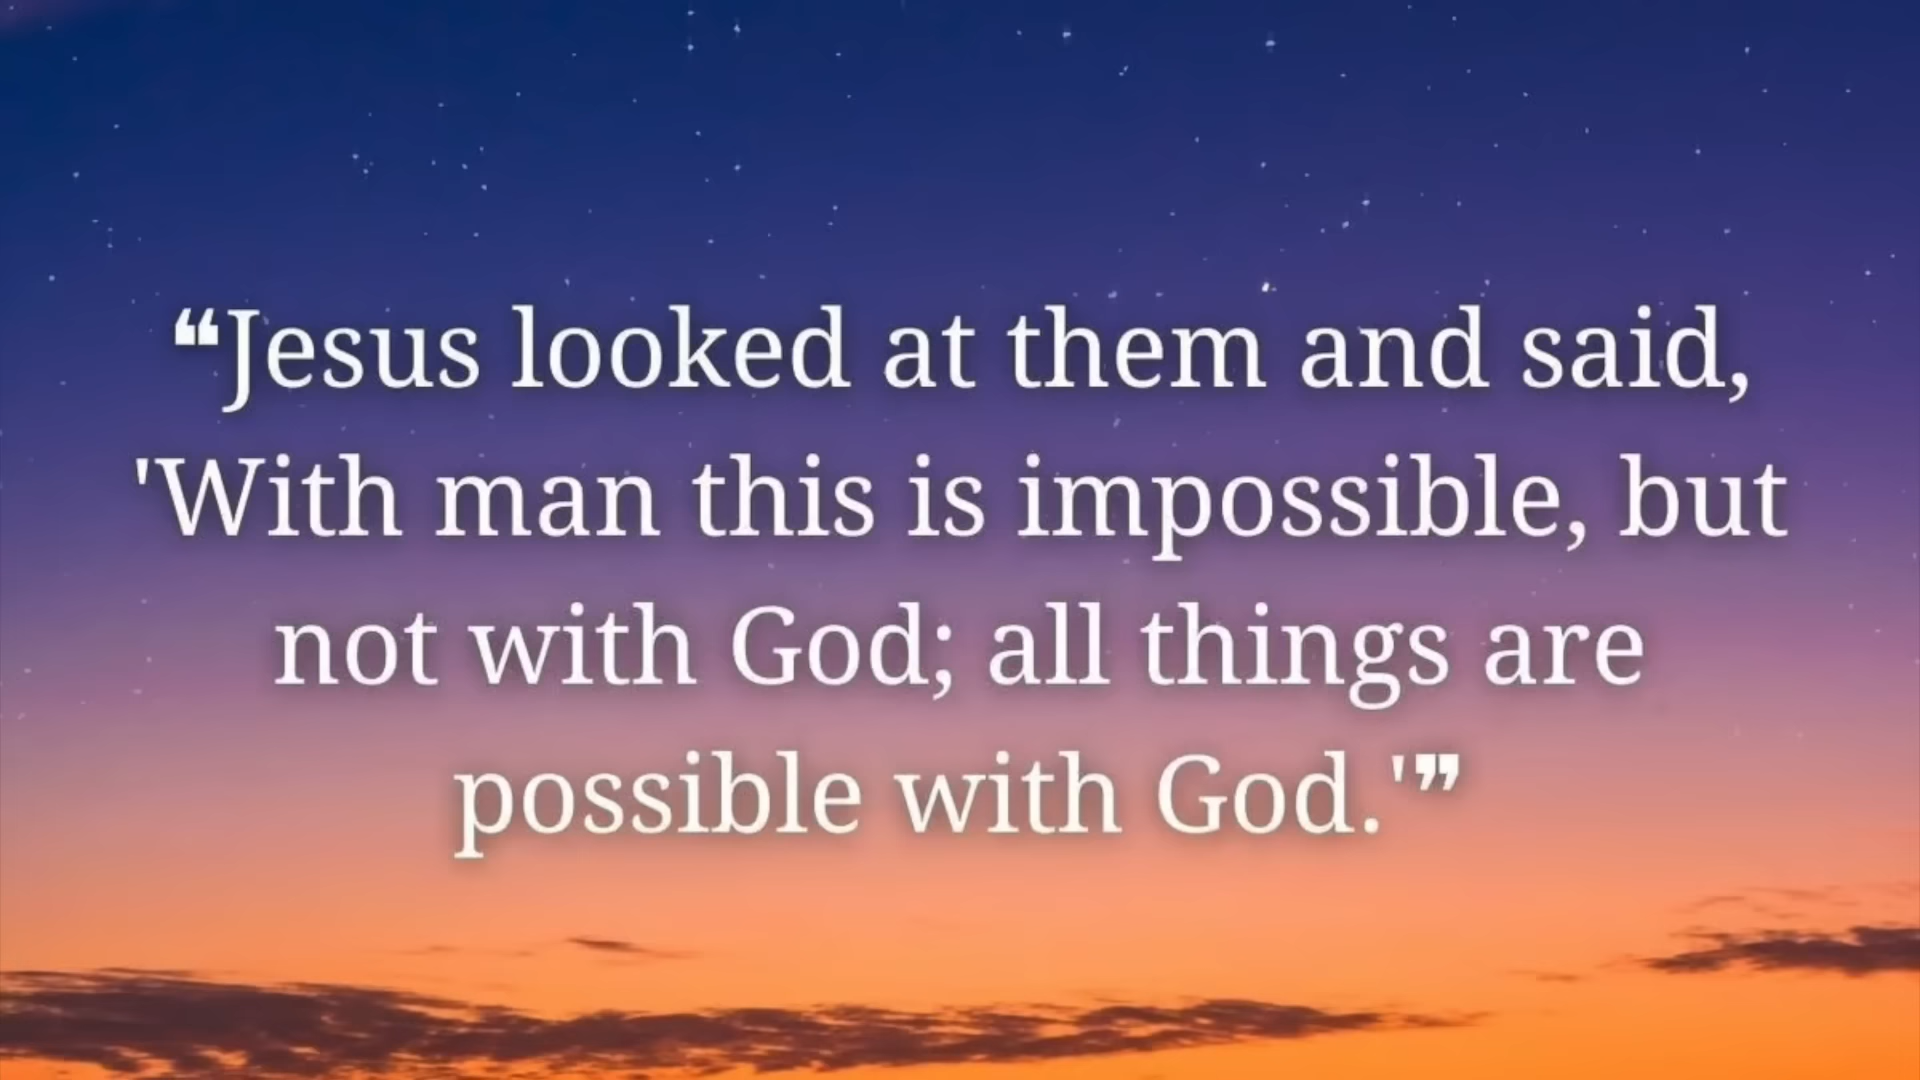 ❝Jesus looked at them and said,
'With man this is impossible, but
not with God; all things are
possible with God.'❞